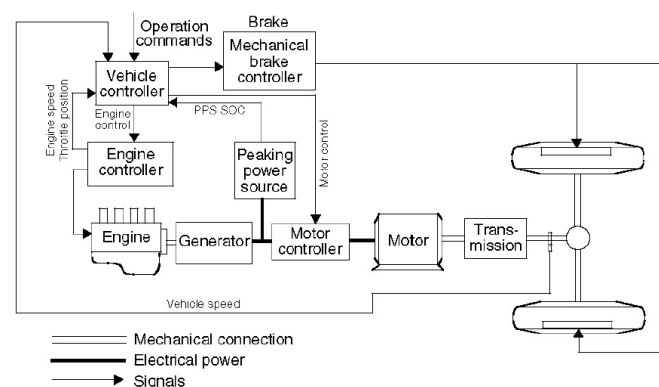 Operation
commands
Brake
Mechanical
brake
controller
Vehicle
controller
Engine speed
Throttle position
Engine
control
PPS SOC
Motor control
Engine
controller
Peaking
power
source
Engine
Generator
Motor
controller
Motor
Trans-
mission
Vehicle speed
Mechanical connection
Electrical power
Signals